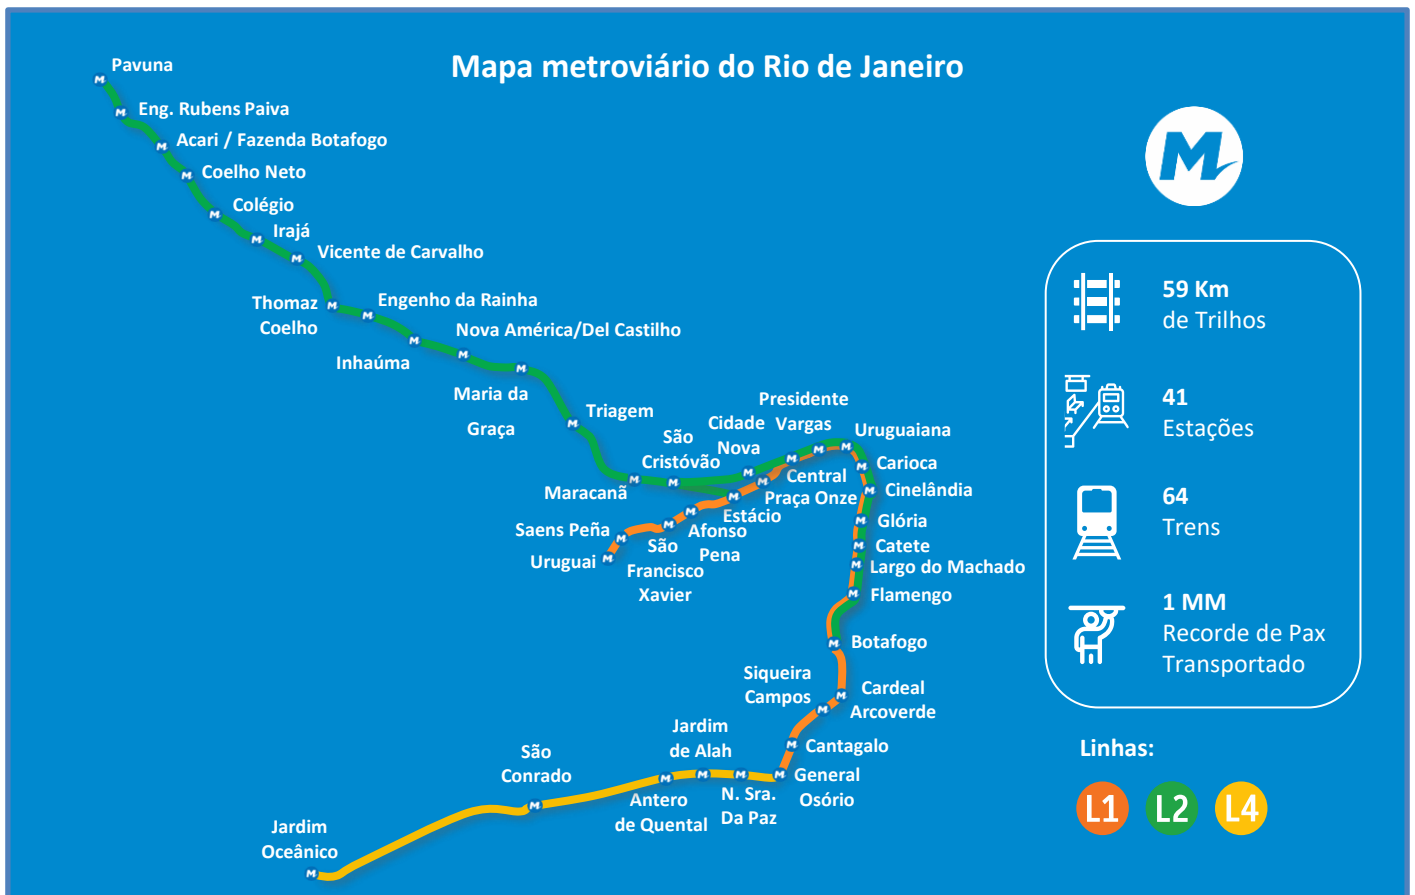 Mapa metroviário do Rio de Janeiro
Pavuna
Eng. Rubens Paiva
Acari / Fazenda Botafogo
Coelho Neto
Colégio
Irajá
Vicente de Carvalho
Thomaz
Coelho
Engenho da Rainha
Inhaúma
Nova América/Del Castilho
Maria da
Graça
Triagem
Maracanã
São
Cristóvão
Cidade
Nova
Presidente
Vargas
Uruguaiana
Carioca
Cinelândia
Central
Praça Onze
Estácio
Afonso
Pena
São
Francisco
Xavier
Saens Peña
Uruguai
Glória
Catete
Largo do Machado
Flamengo
Botafogo
Cardeal
Arcoverde
Siqueira
Campos
Cantagalo
General
Osório
N. Sra.
Da Paz
Jardim
de Alah
Antero
de Quental
São
Conrado
Jardim
Oceânico
M
59 Km
de Trilhos
41
Estações
64
Trens
1 MM
Recorde de Pax
Transportado
Linhas:
L1 L2 L4